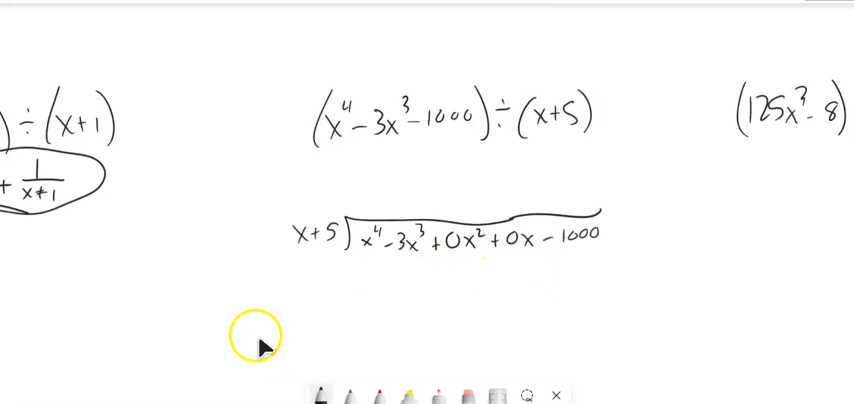 ) ÷ (x+1)
+ 1/(x+1)
(x⁴ - 3x³ - 1000) ÷ (x+5)
x+5 ) x⁴ - 3x³ + 0x² + 0x - 1000
(125x³ - 8)